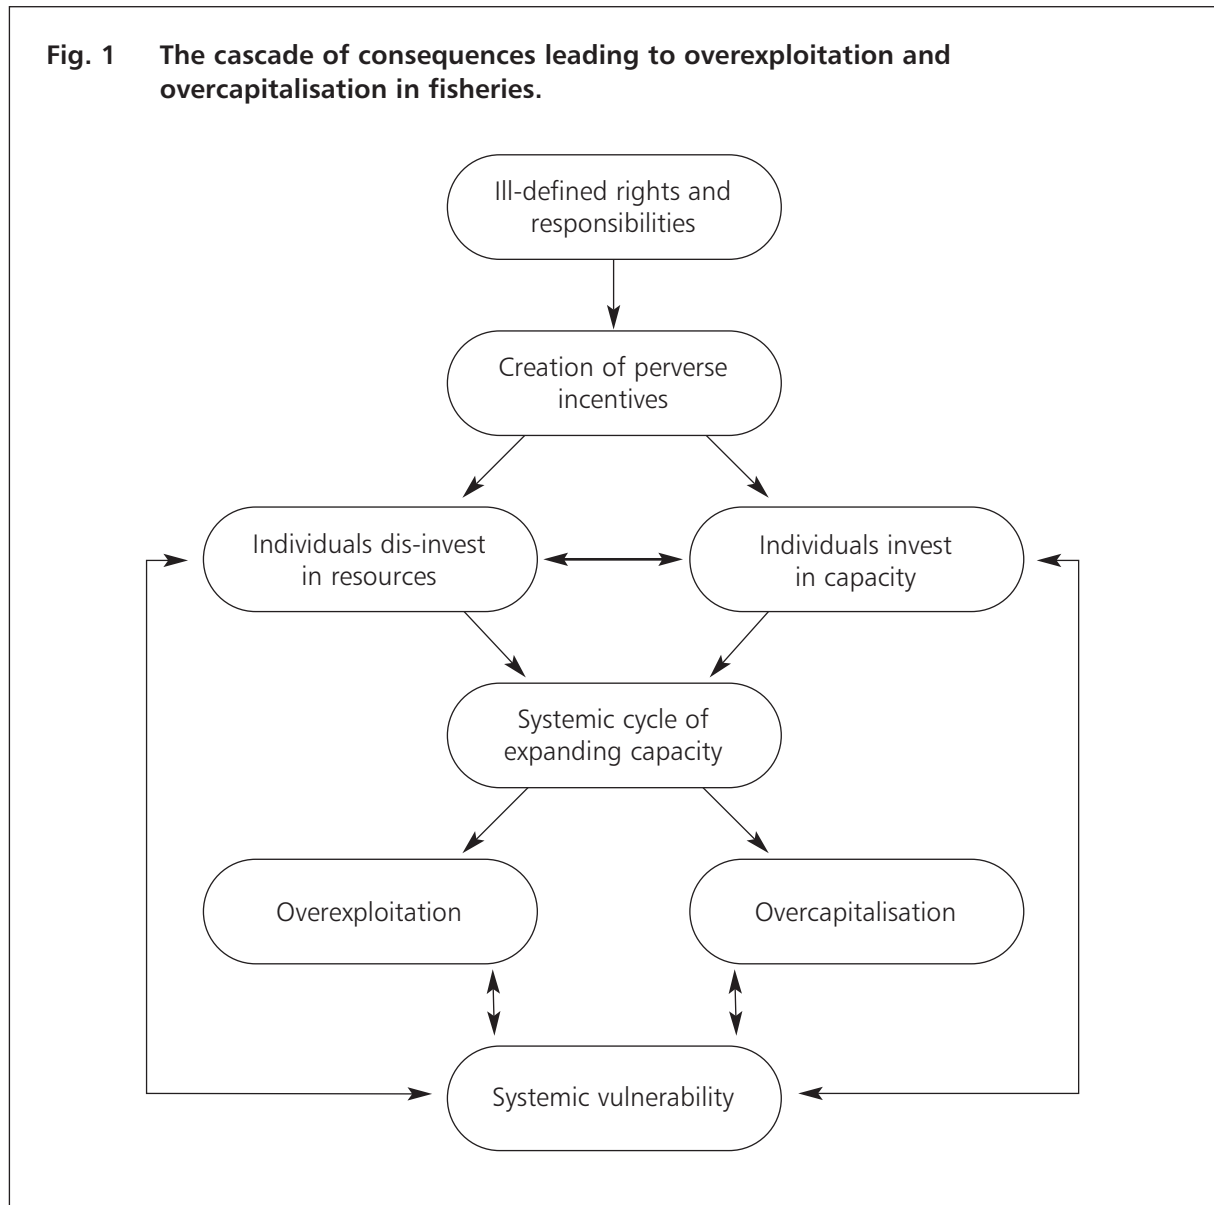 Fig. 1 The cascade of consequences leading to overexploitation and
overcapitalisation in fisheries.
Ill-defined rights and
responsibilities
Creation of perverse
incentives
Individuals dis-invest
in resources
Individuals invest
in capacity
Systemic cycle of
expanding capacity
Overexploitation
Overcapitalisation
Systemic vulnerability